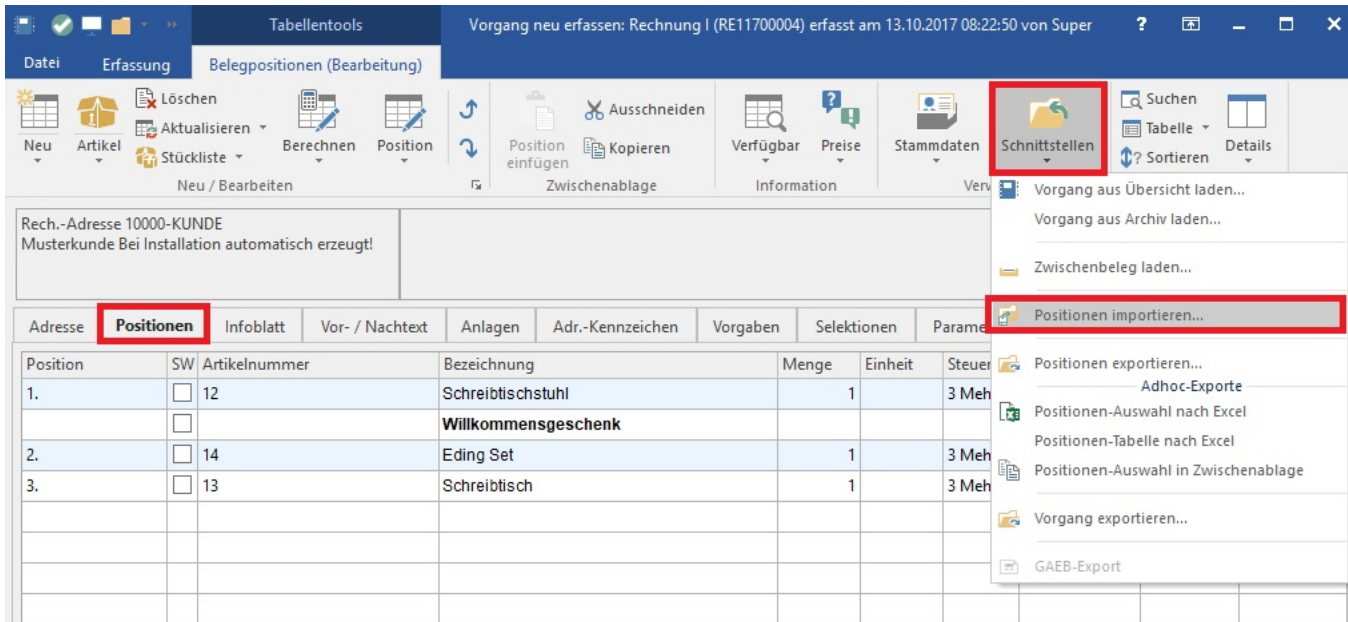 Tabellentools
Vorgang neu erfassen: Rechnung I (RE11700004) erfasst am 13.10.2017 08:22:50 von Super
?
Datei Erfassung Belegpositionen (Bearbeitung)
Neu
Artikel
Löschen
Aktualisieren
Stückliste
Berechnen
Position
Neu / Bearbeiten
Position einfügen
Ausschneiden
Kopieren
Zwischenablage
Verfügbar
Preise
Information
Stammdaten
Schnittstellen
Suchen
Tabelle
Sortieren
Details
Verw
Rech.-Adresse 10000-KUNDE
Musterkunde Bei Installation automatisch erzeugt!
Adresse Positionen Infoblatt Vor- / Nachtext Anlagen Adr.-Kennzeichen Vorgaben Selektionen Parame
Position SW Artikelnummer Bezeichnung Menge Einheit Steuer
1. 12 Schreibtischstuhl 1 3 Meh
Willkommensgeschenk
2. 14 Eding Set 1 3 Meh
3. 13 Schreibtisch 1 3 Meh
Vorgang aus Übersicht laden...
Vorgang aus Archiv laden...
Zwischenbeleg laden...
Positionen importieren...
Positionen exportieren...
Adhoc-Exporte
Positionen-Auswahl nach Excel
Positionen-Tabelle nach Excel
Positionen-Auswahl in Zwischenablage
Vorgang exportieren...
GAEB-Export